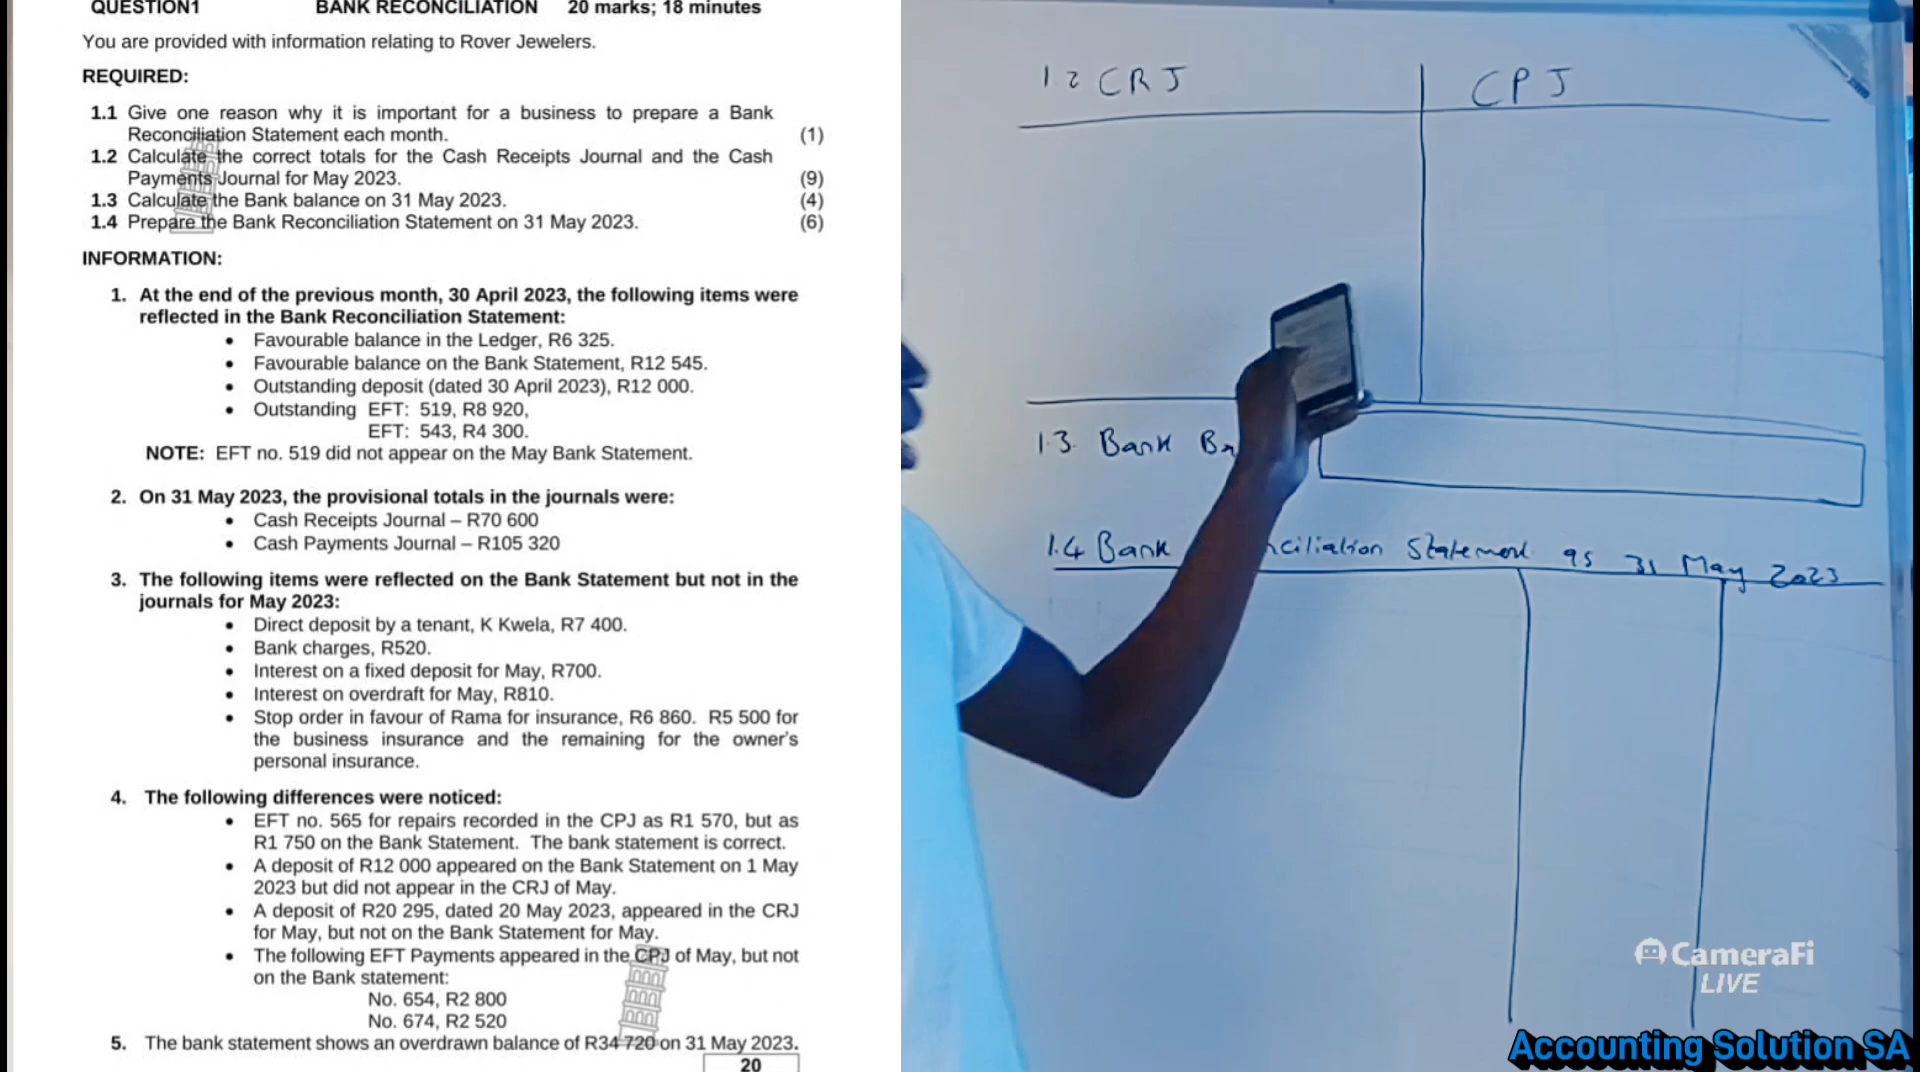 QUESTION1 BANK RECONCILIATION 20 marks; 18 minutes
You are provided with information relating to Rover Jewelers.
REQUIRED:
1.1 Give one reason why it is important for a business to prepare a Bank
Reconciliation Statement each month. (1)
1.2 Calculate the correct totals for the Cash Receipts Journal and the Cash
Payments Journal for May 2023. (9)
1.3 Calculate the Bank balance on 31 May 2023. (4)
1.4 Prepare the Bank Reconciliation Statement on 31 May 2023. (6)
INFORMATION:
1. At the end of the previous month, 30 April 2023, the following items were
reflected in the Bank Reconciliation Statement:
• Favourable balance in the Ledger, R6 325.
• Favourable balance on the Bank Statement, R12 545.
• Outstanding deposit (dated 30 April 2023), R12 000.
• Outstanding EFT: 519, R8 920,
EFT: 543, R4 300.
NOTE: EFT no. 519 did not appear on the May Bank Statement.
2. On 31 May 2023, the provisional totals in the journals were:
• Cash Receipts Journal – R70 600
• Cash Payments Journal – R105 320
3. The following items were reflected on the Bank Statement but not in the
journals for May 2023:
• Direct deposit by a tenant, K Kwela, R7 400.
• Bank charges, R520.
• Interest on a fixed deposit for May, R700.
• Interest on overdraft for May, R810.
• Stop order in favour of Rama for insurance, R6 860. R5 500 for
the business insurance and the remaining for the owner's
personal insurance.
4. The following differences were noticed:
• EFT no. 565 for repairs recorded in the CPJ as R1 570, but as
R1 750 on the Bank Statement. The bank statement is correct.
• A deposit of R12 000 appeared on the Bank Statement on 1 May
2023 but did not appear in the CRJ of May.
• A deposit of R20 295, dated 20 May 2023, appeared in the CRJ
for May, but not on the Bank Statement for May.
• The following EFT Payments appeared in the CPJ of May, but not
on the Bank statement:
No. 654, R2 800
No. 674, R2 520
5. The bank statement shows an overdrawn balance of R34 720 on 31 May 2023.
20
1.2 CRJ CPJ
1.3. Bank
1.4 Bank Statement as 31 May 2023
CameraFi
LIVE
Accounting Solution SA